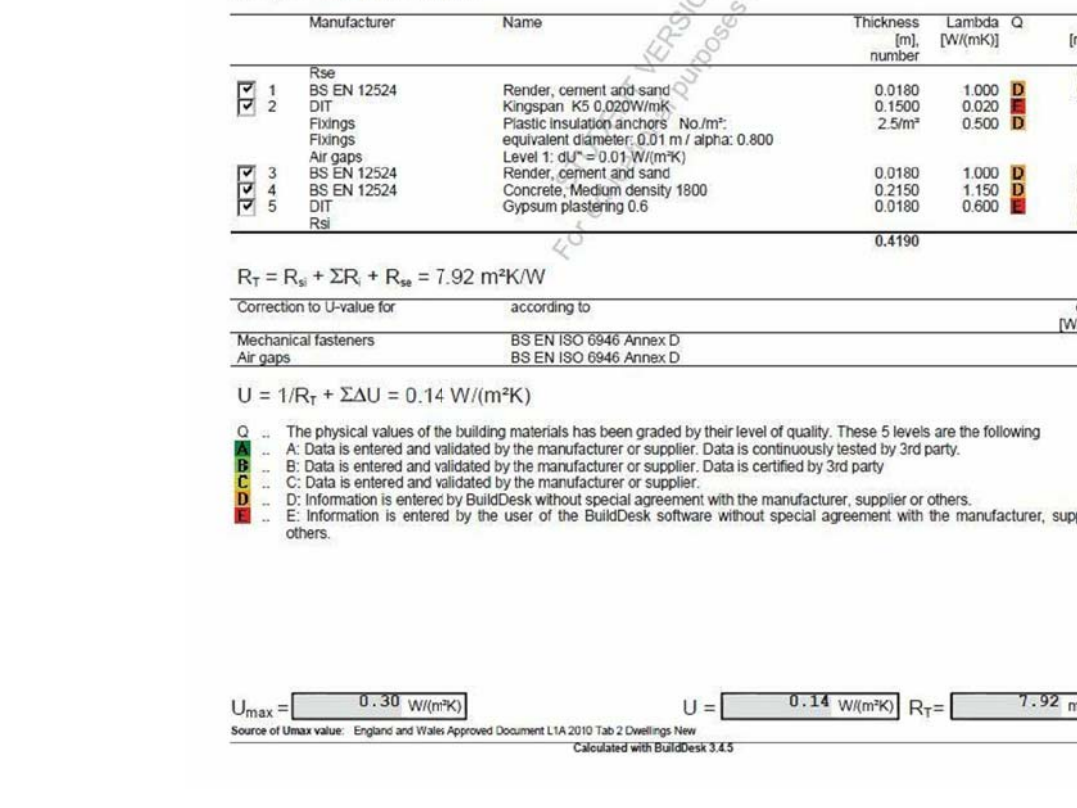 Manufacturer Name Thickness Lambda Q
[m], [W/(mK)]
number
Rse
1 BS EN 12524 Render, cement and sand 0.0180 1.000 D
2 DIT Kingspan K5 0.020W/mK 0.1500 0.020 E
Fixings Plastic insulation anchors No./m²: 2.5/m² 0.500 D
Fixings equivalent diameter: 0.01 m / alpha: 0.800
Air gaps Level 1: dU" = 0.01 W/(m²K)
3 BS EN 12524 Render, cement and sand 0.0180 1.000 D
4 BS EN 12524 Concrete, Medium density 1800 0.2150 1.150 D
5 DIT Gypsum plastering 0.6 0.0180 0.600 E
Rsi
0.4190
RT = Rsi + ΣRi + Rse = 7.92 m²K/W
Correction to U-value for according to
[W
Mechanical fasteners BS EN ISO 6946 Annex D
Air gaps BS EN ISO 6946 Annex D
U = 1/RT + ΣΔU = 0.14 W/(m²K)
Q .. The physical values of the building materials has been graded by their level of quality. These 5 levels are the following
A .. A: Data is entered and validated by the manufacturer or supplier. Data is continuously tested by 3rd party.
B .. B: Data is entered and validated by the manufacturer or supplier. Data is certified by 3rd party
C .. C: Data is entered and validated by the manufacturer or supplier.
D .. D: Information is entered by BuildDesk without special agreement with the manufacturer, supplier or others.
E .. E: Information is entered by the user of the BuildDesk software without special agreement with the manufacturer, supp
others.
Umax = 0.30 W/(m²K) U = 0.14 W/(m²K) RT= 7.92 m
Source of Umax value: England and Wales Approved Document L1A 2010 Tab 2 Dwellings New
Calculated with BuildDesk 3.4.5